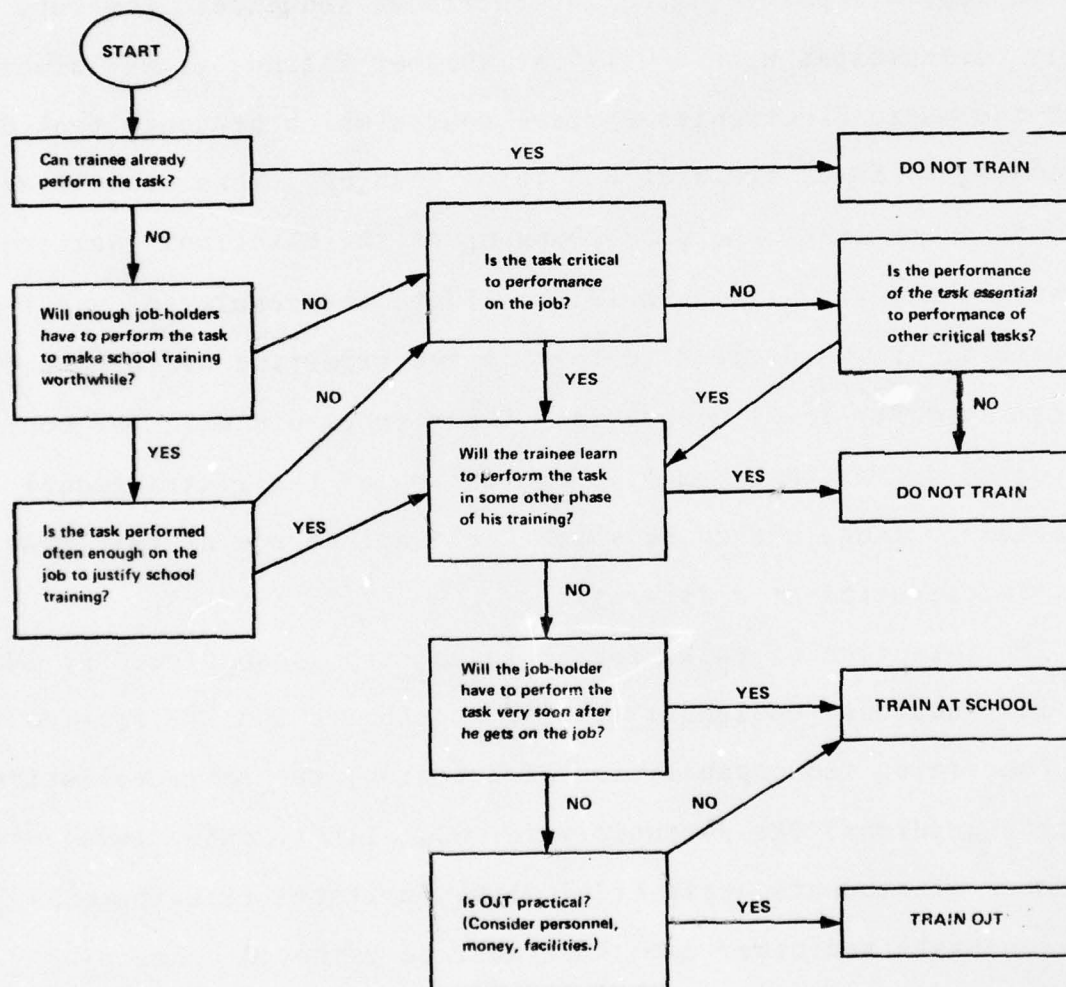 START
Can trainee already
perform the task?
YES
DO NOT TRAIN
NO
Is the task critical
to performance
on the job?
NO
Is the performance
of the task essential
to performance of
other critical tasks?
Will enough job-holders
have to perform the task
to make school training
worthwhile?
NO
YES
NO
YES
YES
NO
Is the task performed
often enough on the
job to justify school
training?
YES
Will the trainee learn
to perform the task
in some other phase
of his training?
YES
DO NOT TRAIN
NO
Will the job-holder
have to perform the
task very soon after
he gets on the job?
YES
TRAIN AT SCHOOL
NO
NO
Is OJT practical?
(Consider personnel,
money, facilities.)
YES
TRAIN OJT